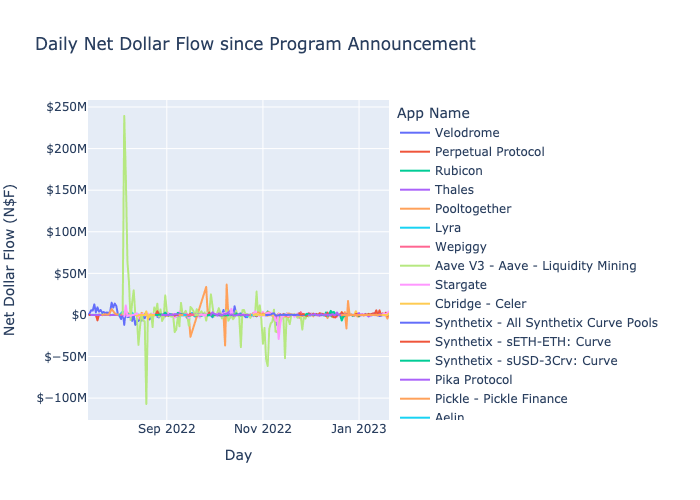 Daily Net Dollar Flow since Program Announcement
Net Dollar Flow (N$F)
$250M
$200M
$150M
$100M
$50M
$0
$−50M
$−100M
Sep 2022
Nov 2022
Jan 2023
Day
App Name
Velodrome
Perpetual Protocol
Rubicon
Thales
Pooltogether
Lyra
Wepiggy
Aave V3 - Aave - Liquidity Mining
Stargate
Cbridge - Celer
Synthetix - All Synthetix Curve Pools
Synthetix - sETH-ETH: Curve
Synthetix - sUSD-3Crv: Curve
Pika Protocol
Pickle - Pickle Finance
Aelin